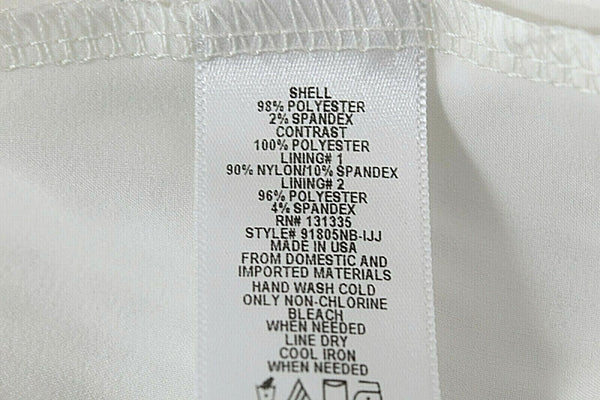 SHELL
98% POLYESTER
2% SPANDEX
CONTRAST
100% POLYESTER
LINING# 1
90% NYLON/10% SPANDEX
LINING# 2
96% POLYESTER
4% SPANDEX
RN# 131335
STYLE# 91805NB-IJJ
MADE IN USA
FROM DOMESTIC AND
IMPORTED MATERIALS
HAND WASH COLD
ONLY NON-CHLORINE
BLEACH
WHEN NEEDED
LINE DRY
COOL IRON
WHEN NEEDED